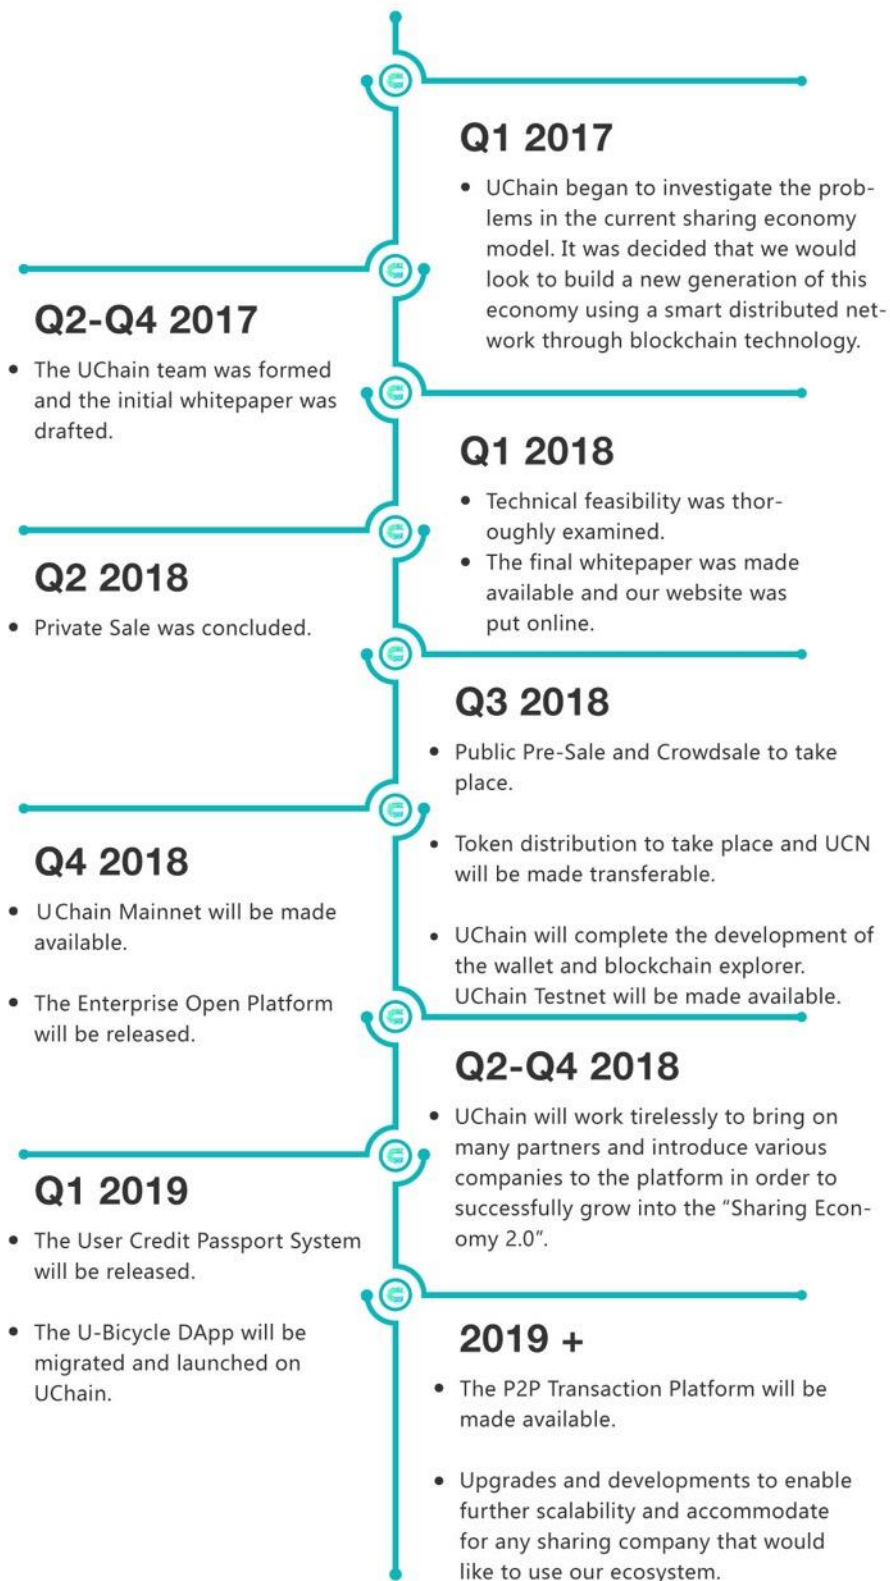 Q1 2017
• UChain began to investigate the prob-
lems in the current sharing economy
model. It was decided that we would
look to build a new generation of this
economy using a smart distributed net-
work through blockchain technology.
Q2-Q4 2017
• The UChain team was formed
and the initial whitepaper was
drafted.
Q1 2018
• Technical feasibility was thor-
oughly examined.
• The final whitepaper was made
available and our website was
put online.
Q2 2018
• Private Sale was concluded.
Q3 2018
• Public Pre-Sale and Crowdsale to take
place.
• Token distribution to take place and UCN
will be made transferable.
• UChain will complete the development of
the wallet and blockchain explorer.
UChain Testnet will be made available.
Q4 2018
• UChain Mainnet will be made
available.
• The Enterprise Open Platform
will be released.
Q2-Q4 2018
• UChain will work tirelessly to bring on
many partners and introduce various
companies to the platform in order to
successfully grow into the “Sharing Econ-
omy 2.0”.
Q1 2019
• The User Credit Passport System
will be released.
• The U-Bicycle DApp will be
migrated and launched on
UChain.
2019 +
• The P2P Transaction Platform will be
made available.
• Upgrades and developments to enable
further scalability and accommodate
for any sharing company that would
like to use our ecosystem.